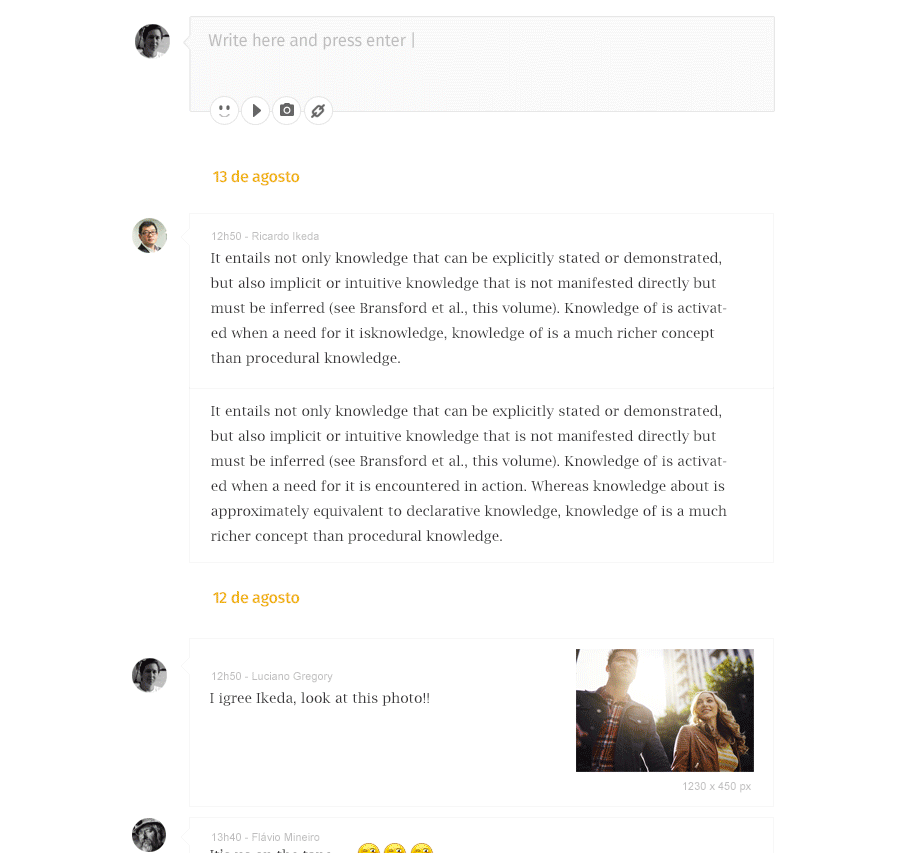 Write here and press enter |
13 de agosto
12h50 - Ricardo Ikeda
It entails not only knowledge that can be explicitly stated or demonstrated,
but also implicit or intuitive knowledge that is not manifested directly but
must be inferred (see Bransford et al., this volume). Knowledge of is activat-
ed when a need for it isknowledge, knowledge of is a much richer concept
than procedural knowledge.
It entails not only knowledge that can be explicitly stated or demonstrated,
but also implicit or intuitive knowledge that is not manifested directly but
must be inferred (see Bransford et al., this volume). Knowledge of is activat-
ed when a need for it is encountered in action. Whereas knowledge about is
approximately equivalent to declarative knowledge, knowledge of is a much
richer concept than procedural knowledge.
12 de agosto
12h50 - Luciano Gregory
I igree Ikeda, look at this photo!!
1230 x 450 px
13h40 - Flávio Mineiro